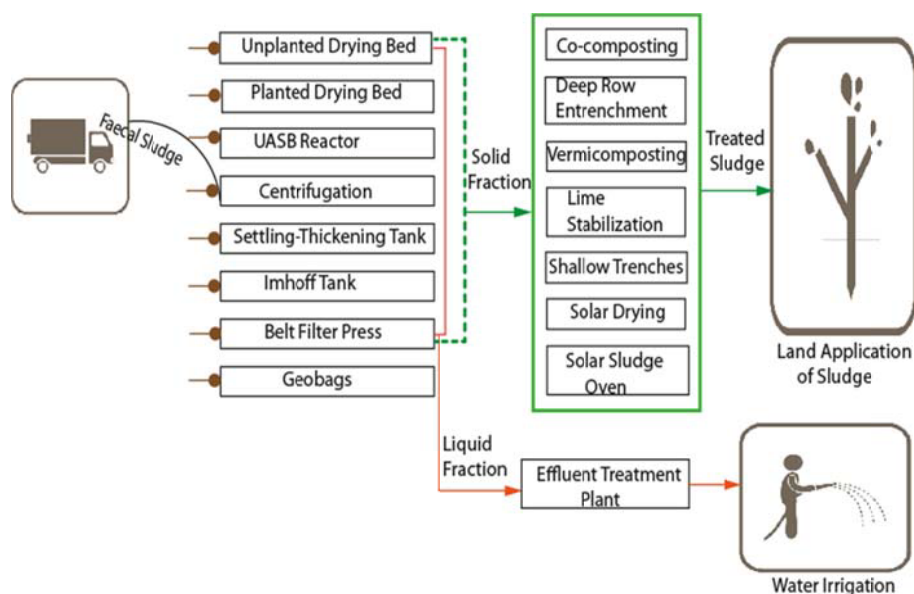 Faecal Sludge
Unplanted Drying Bed
Planted Drying Bed
UASB Reactor
Centrifugation
Settling-Thickening Tank
Imhoff Tank
Belt Filter Press
Geobags
Solid
Fraction
Liquid
Fraction
Co-composting
Deep Row
Entrenchment
Vermicomposting
Lime
Stabilization
Shallow Trenches
Solar Drying
Solar Sludge
Oven
Effluent Treatment
Plant
Treated
Sludge
Land Application
of Sludge
Water Irrigation